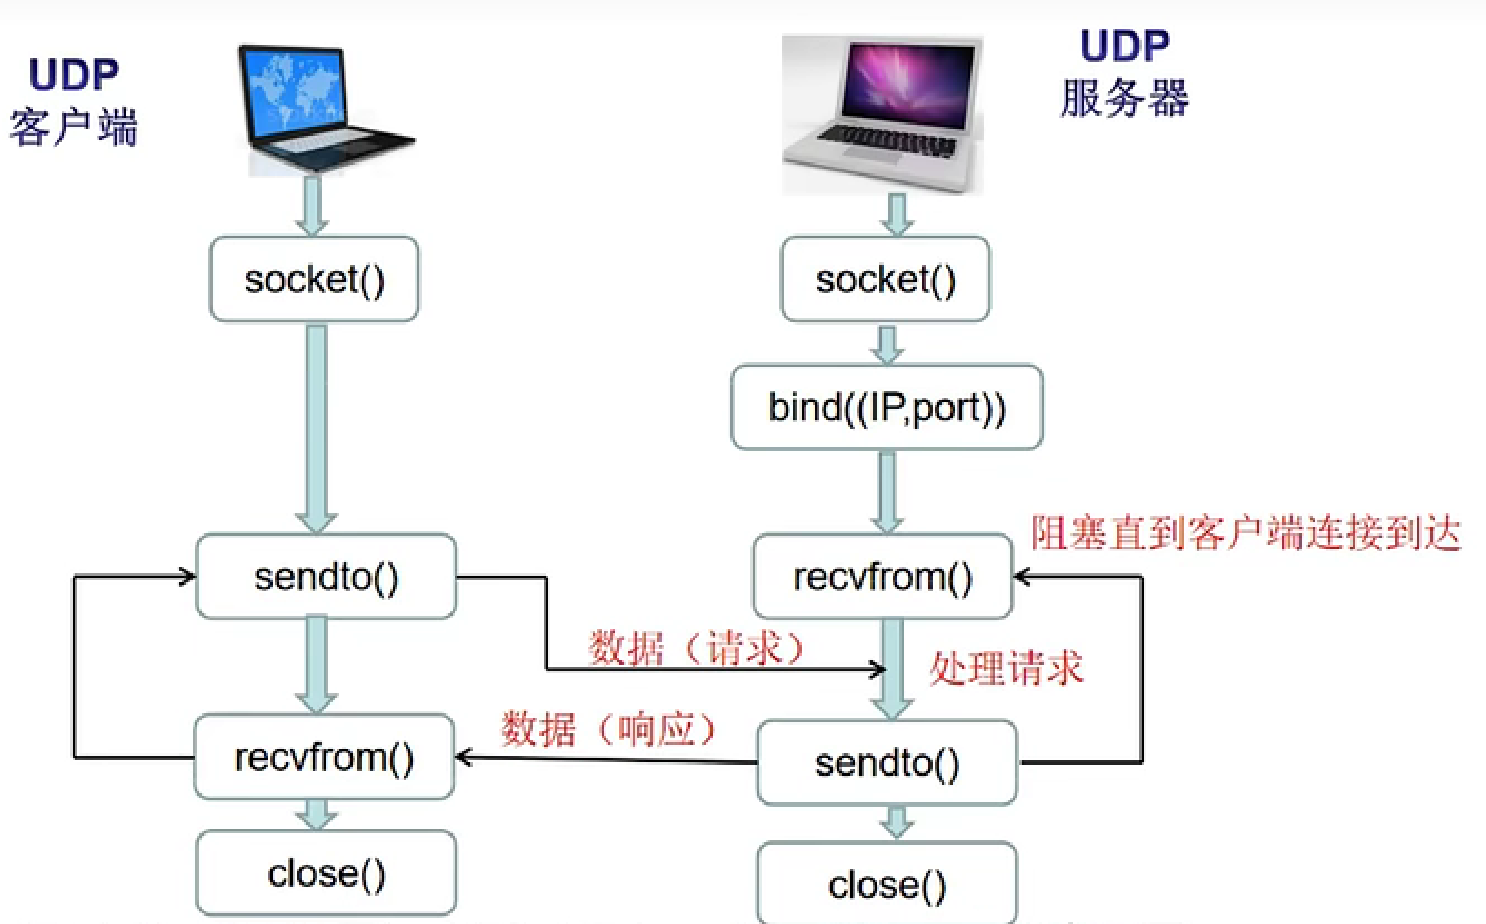 UDP
客户端
UDP
服务器
socket()
socket()
bind((IP,port))
阻塞直到客户端连接到达
sendto()
recvfrom()
数据（请求）
处理请求
数据（响应）
recvfrom()
sendto()
close()
close()